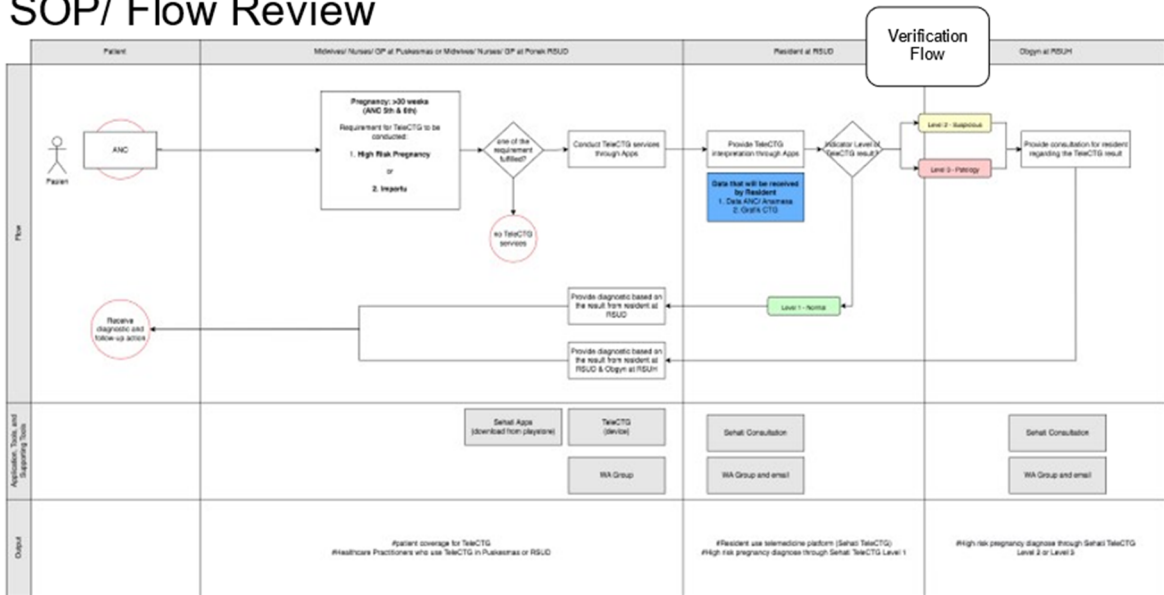 SOP/ Flow Review
Verification
Flow
Patient
Midwives/ Nurses/ GP at Puskesmas or Midwives/ Nurses/ GP at Ponek RSUD
Resident at RSUD
Obgyn at RSUH
Flow
Pasien
ANC
Pregnancy: >30 weeks
(ANC 5th & 6th)
Requirement for TeleCTG to be
conducted:
1. High Risk Pregnancy
or
2. Impartu
one of the
requirement
fulfilled?
no TeleCTG
services
Conduct TeleCTG services
through Apps
Provide TeleCTG
interpretation through Apps
Data that will be received
by Resident
1. Data ANC/ Anamesa
2. Grafik CTG
Indicator Level of
TeleCTG result?
Level 2 - Suspicious
Level 3 - Patology
Provide consultation for resident
regarding the TeleCTG result
Level 1 - Normal
Provide diagnostic based on
the result from resident at
RSUD
Provide diagnostic based on
the result from resident at
RSUD & Obgyn at RSUH
Receive
diagnostic and
follow-up action
Application, Tools, and
Supporting Tools
Sehati Apps
(download from playstore)
TeleCTG
(device)
WA Group
Sehati Consultation
WA Group and email
Sehati Consultation
WA Group and email
Output
#patient coverage for TeleCTG
#Healthcare Practitioners who use TeleCTG in Puskesmas or RSUD
#Resident use telemedicine platform (Sehati TeleCTG)
#High risk pregnancy diagnose through Sehati TeleCTG Level 1
#High risk pregnancy diagnose through Sehati TeleCTG
Level 2 or Level 3